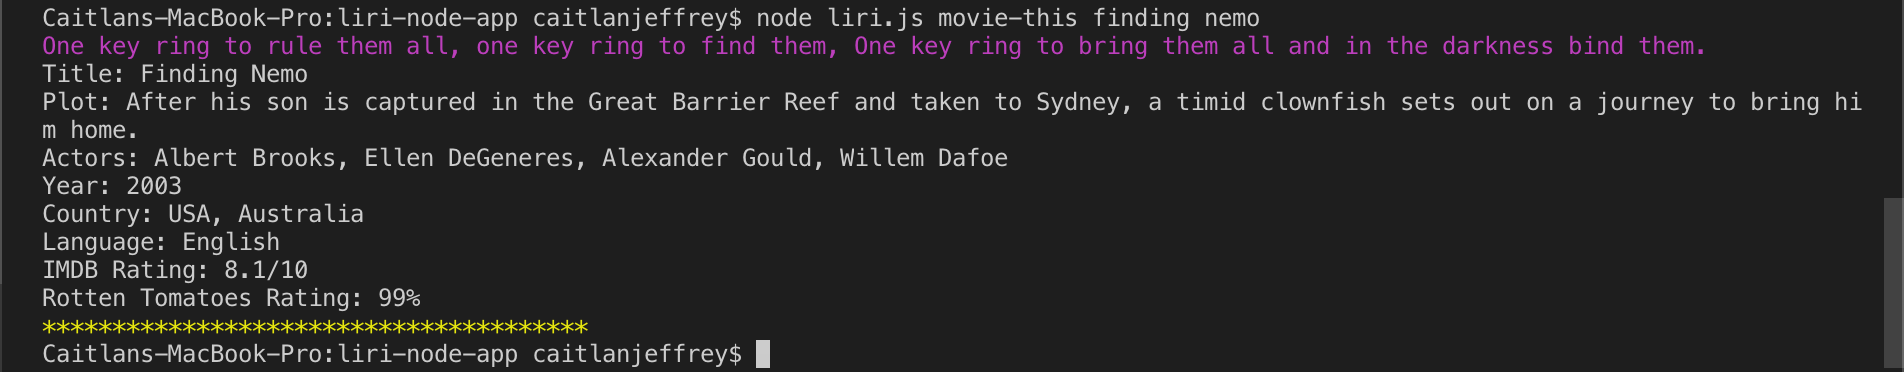 Caitlans-MacBook-Pro:liri-node-app caitlanjeffrey$ node liri.js movie-this finding nemo
One key ring to rule them all, one key ring to find them, One key ring to bring them all and in the darkness bind them.
Title: Finding Nemo
Plot: After his son is captured in the Great Barrier Reef and taken to Sydney, a timid clownfish sets out on a journey to bring hi
m home.
Actors: Albert Brooks, Ellen DeGeneres, Alexander Gould, Willem Dafoe
Year: 2003
Country: USA, Australia
Language: English
IMDB Rating: 8.1/10
Rotten Tomatoes Rating: 99%
***************************************
Caitlans-MacBook-Pro:liri-node-app caitlanjeffrey$